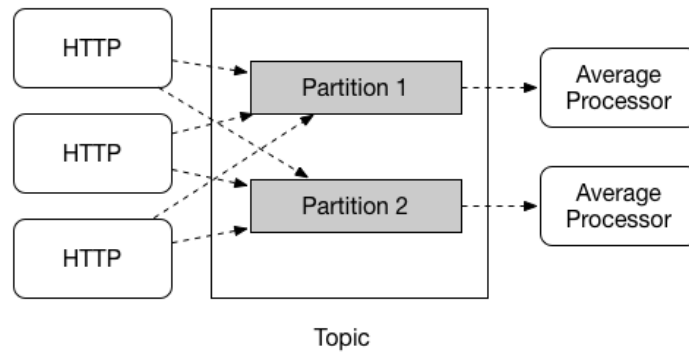 HTTP
HTTP
HTTP
Partition 1
Partition 2
Average
Processor
Average
Processor
Topic